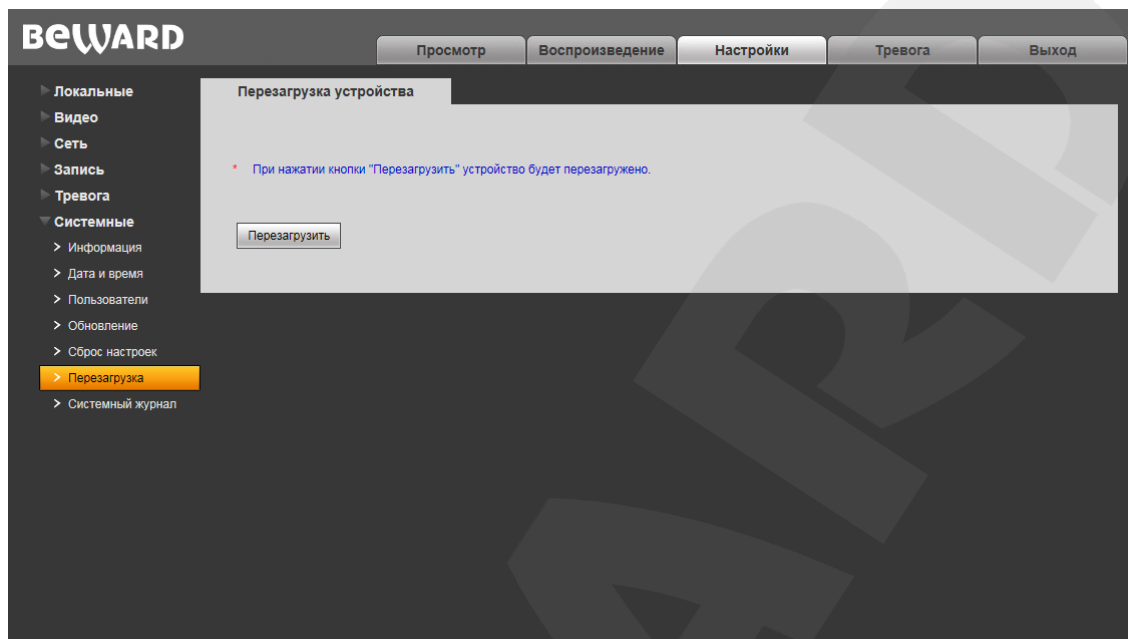 BEWARD
Просмотр
Воспроизведение
Настройки
Тревога
Выход
Локальные
Видео
Сеть
Запись
Тревога
Системные
Информация
Дата и время
Пользователи
Обновление
Сброс настроек
Перезагрузка
Системный журнал
Перезагрузка устройства
* При нажатии кнопки "Перезагрузить" устройство будет перезагружено.
Перезагрузить